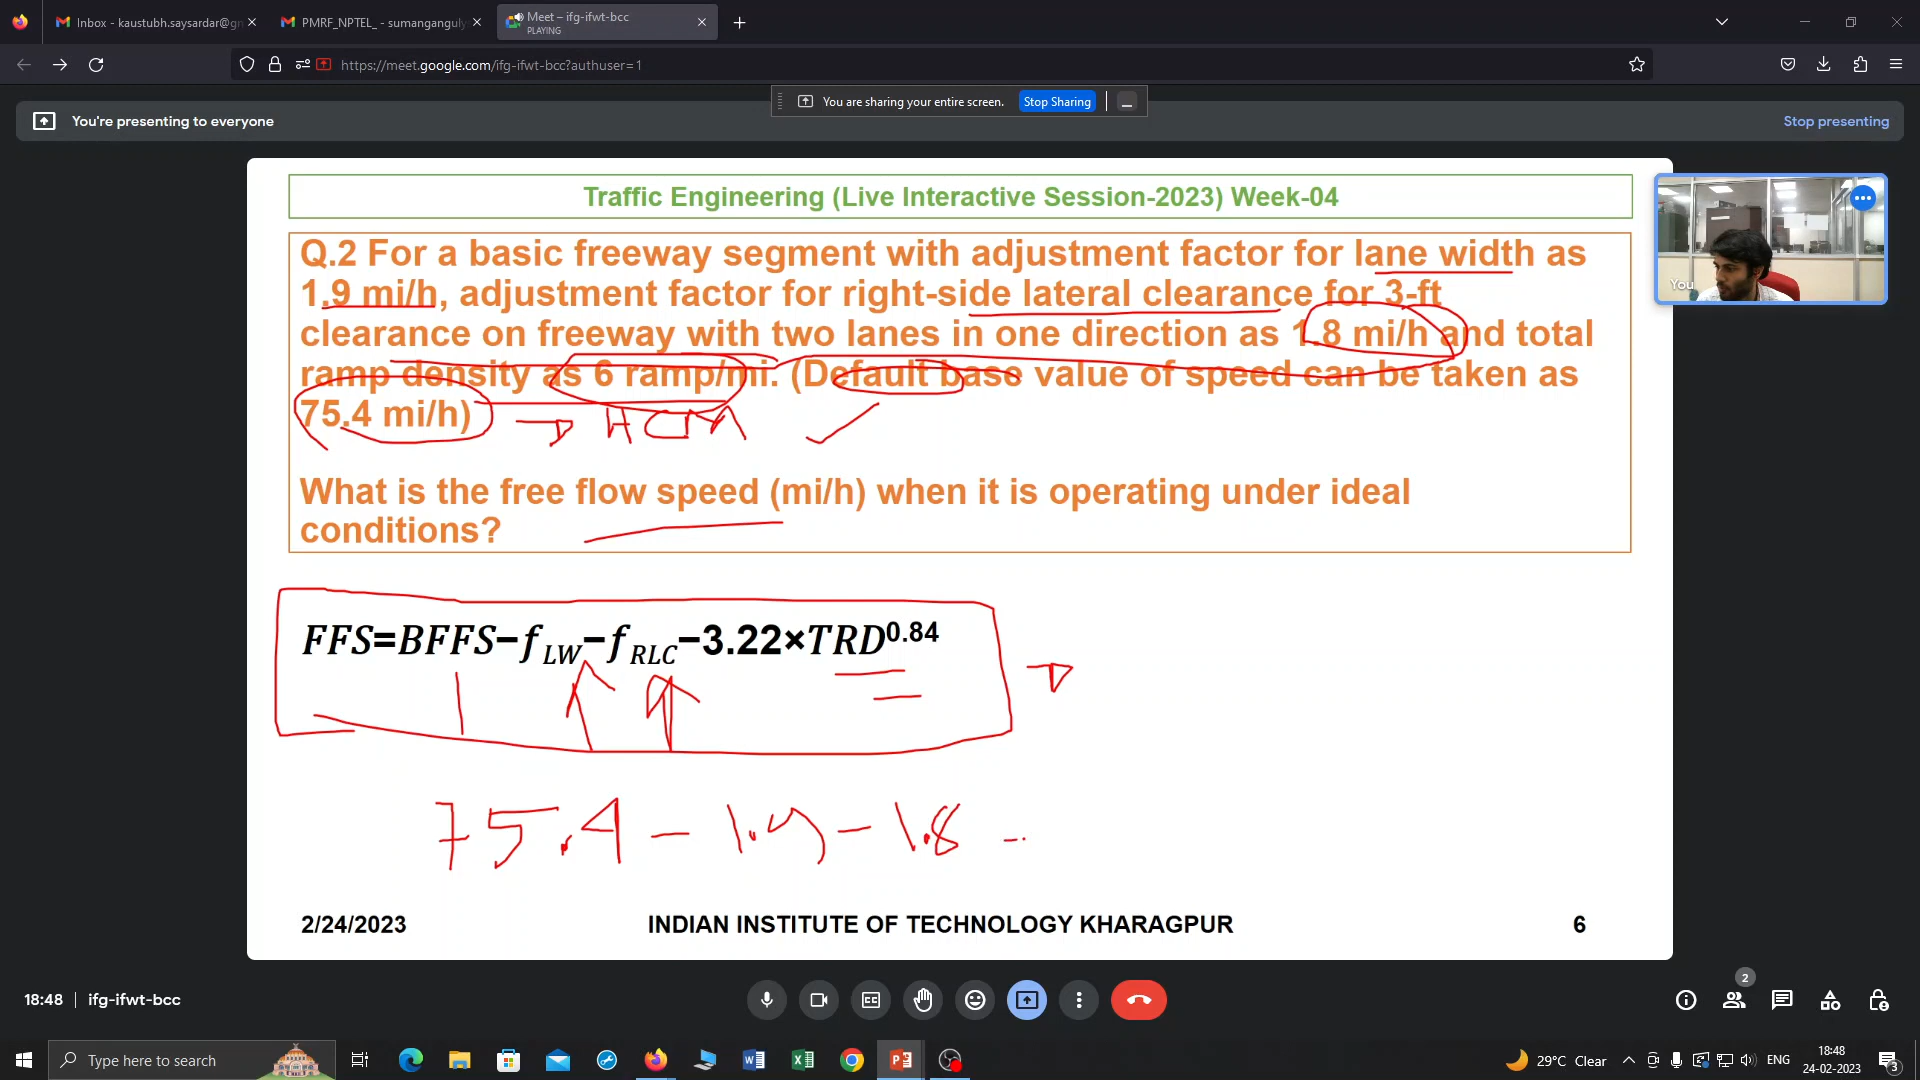 Inbox - kaustubh.saysardar@gm
PMRF_NPTEL_ - sumanganguly
Meet – ifg-ifwt-bcc
PLAYING
https://meet.google.com/ifg-ifwt-bcc?authuser=1
You are sharing your entire screen.
Stop Sharing
You're presenting to everyone
Stop presenting
Traffic Engineering (Live Interactive Session-2023) Week-04
Q.2 For a basic freeway segment with adjustment factor for lane width as
1.9 mi/h, adjustment factor for right-side lateral clearance for 3-ft
clearance on freeway with two lanes in one direction as 1.8 mi/h and total
ramp density as 6 ramp/mi. (Default base value of speed can be taken as
75.4 mi/h)
HCM
What is the free flow speed (mi/h) when it is operating under ideal
conditions?
You
FFS=BFFS−f_LW−f_RLC−3.22×TRD^0.84
75.4 – 1.9 – 1.8 –
2/24/2023
INDIAN INSTITUTE OF TECHNOLOGY KHARAGPUR
6
18:48 | ifg-ifwt-bcc
2
Type here to search
29°C Clear
ENG
18:48
24-02-2023
3